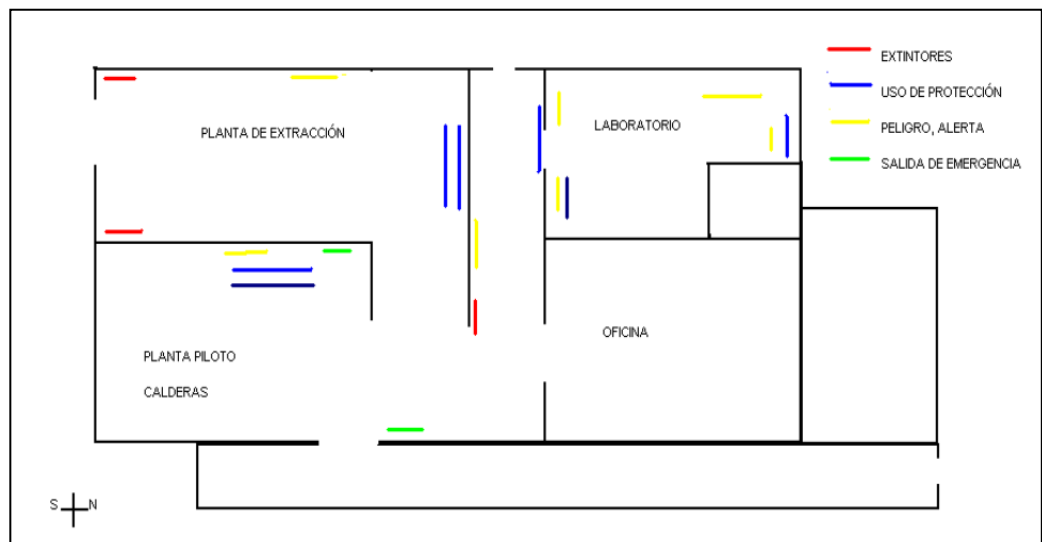 EXTINTORES
USO DE PROTECCIÓN
PLANTA DE EXTRACCIÓN
LABORATORIO
PELIGRO, ALERTA
SALIDA DE EMERGENCIA
OFICINA
PLANTA PILOTO
CALDERAS
S N